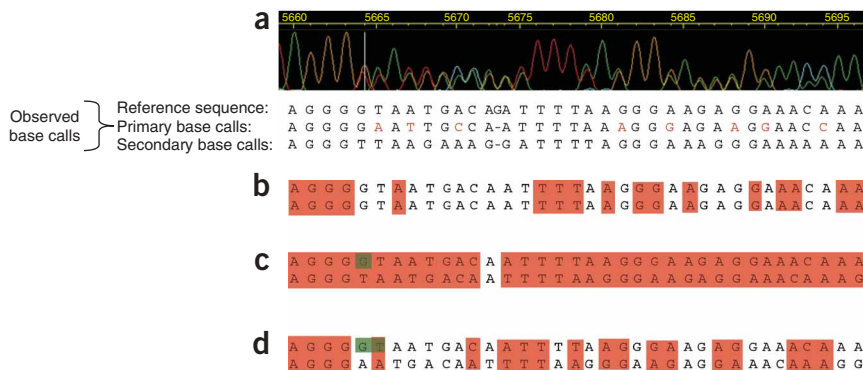 a
5660 5665 5670 5675 5680 5685 5690 5695
Observed base calls
Reference sequence: A G G G G T A A T G A C A G A T T T T A A G G G A A G A G G A A A C A A A
Primary base calls: A G G G G A A T T G C C A - A T T T T A A A G G G A G A A G G A A C C A A
Secondary base calls: A G G G T T A A G A A A G - G A T T T T A G G G A A A G G G A A A A A A A
b
A G G G G T A A T G A C A A T T T T A A G G G A A G A G G A A A C A A A
A G G G G T A A T G A C A A T T T T A A G G G A A G A G G A A A C A A A
c
A G G G G T A A T G A C A A T T T T A A G G G A A G A G G A A A C A A A
A G G G T A A T G A C A A T T T T A A G G G A A G A G G A A A C A A A G
d
A G G G G T A A T G A C A A T T T T A A G G G A A G A G G A A A C A A A
A G G G A A T G A C A A T T T T A A G G G A A G A G G A A A C A A A G G